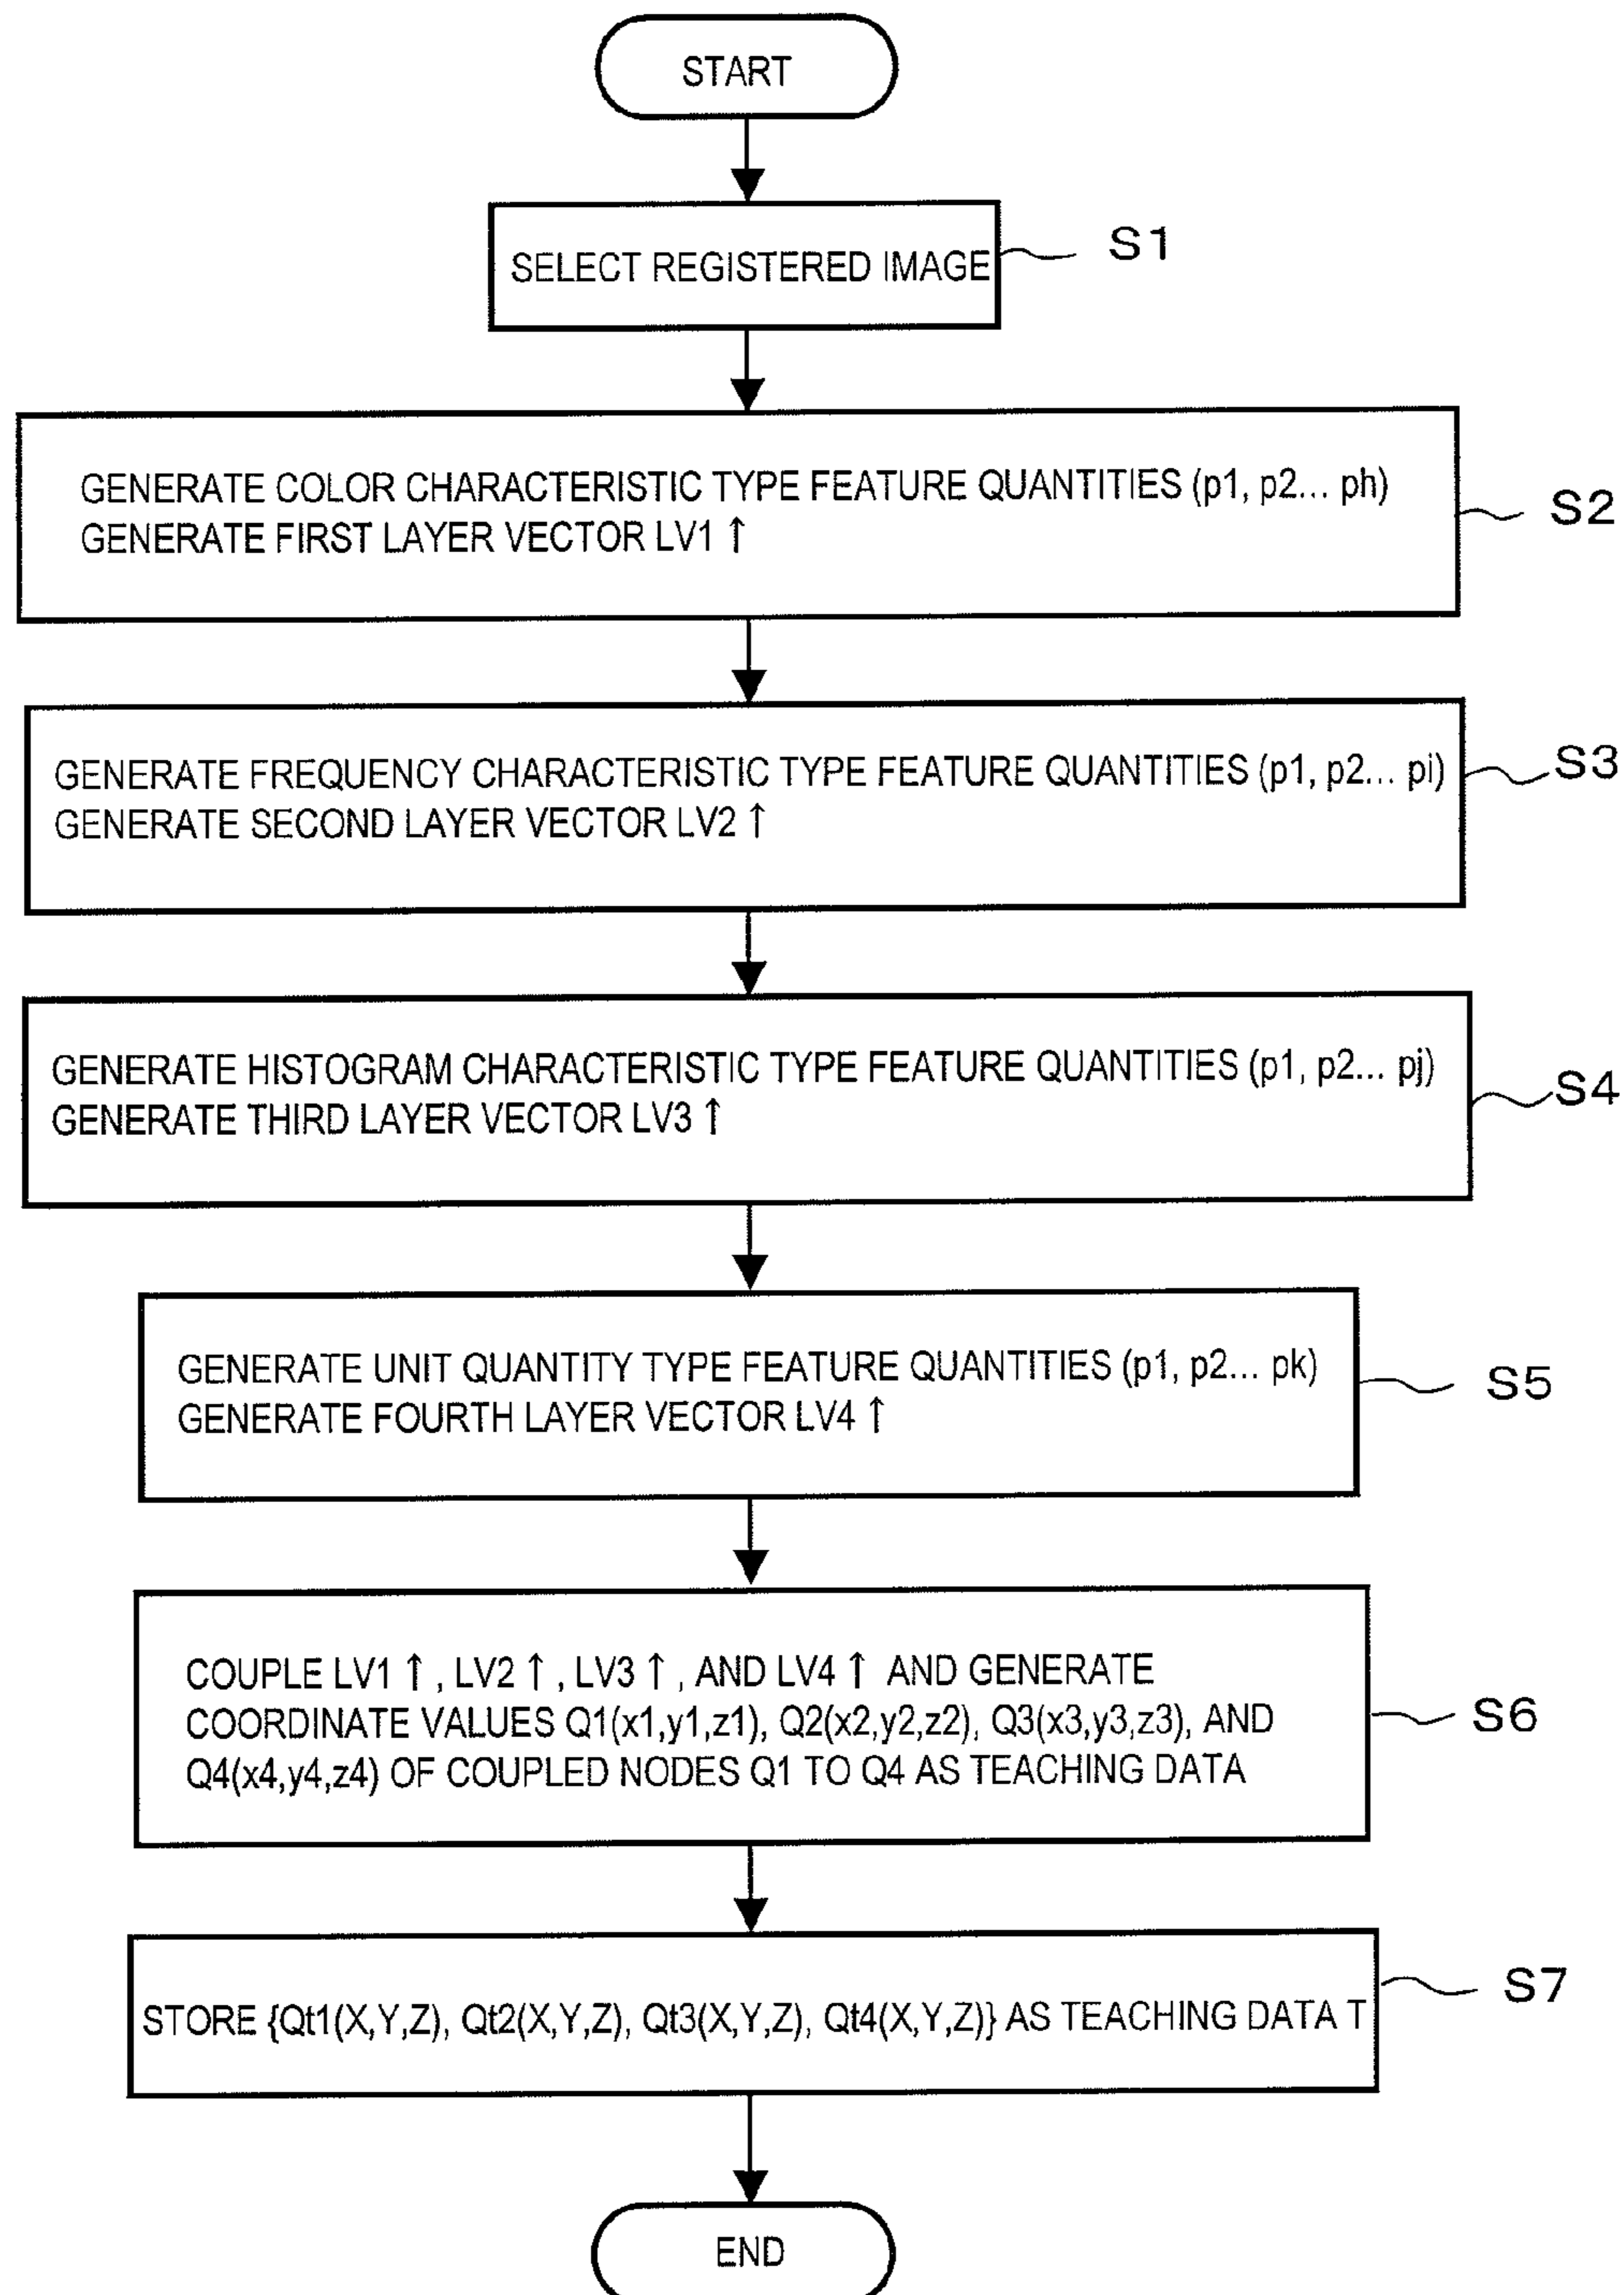 START
SELECT REGISTERED IMAGE
S1
GENERATE COLOR CHARACTERISTIC TYPE FEATURE QUANTITIES (p1, p2... ph)
GENERATE FIRST LAYER VECTOR LV1 ↑
S2
GENERATE FREQUENCY CHARACTERISTIC TYPE FEATURE QUANTITIES (p1, p2... pi)
GENERATE SECOND LAYER VECTOR LV2 ↑
S3
GENERATE HISTOGRAM CHARACTERISTIC TYPE FEATURE QUANTITIES (p1, p2... pj)
GENERATE THIRD LAYER VECTOR LV3 ↑
S4
GENERATE UNIT QUANTITY TYPE FEATURE QUANTITIES (p1, p2... pk)
GENERATE FOURTH LAYER VECTOR LV4 ↑
S5
COUPLE LV1 ↑ , LV2 ↑ , LV3 ↑ , AND LV4 ↑ AND GENERATE
COORDINATE VALUES Q1(x1,y1,z1), Q2(x2,y2,z2), Q3(x3,y3,z3), AND
Q4(x4,y4,z4) OF COUPLED NODES Q1 TO Q4 AS TEACHING DATA
S6
STORE {Qt1(X,Y,Z), Qt2(X,Y,Z), Qt3(X,Y,Z), Qt4(X,Y,Z)} AS TEACHING DATA T
S7
END